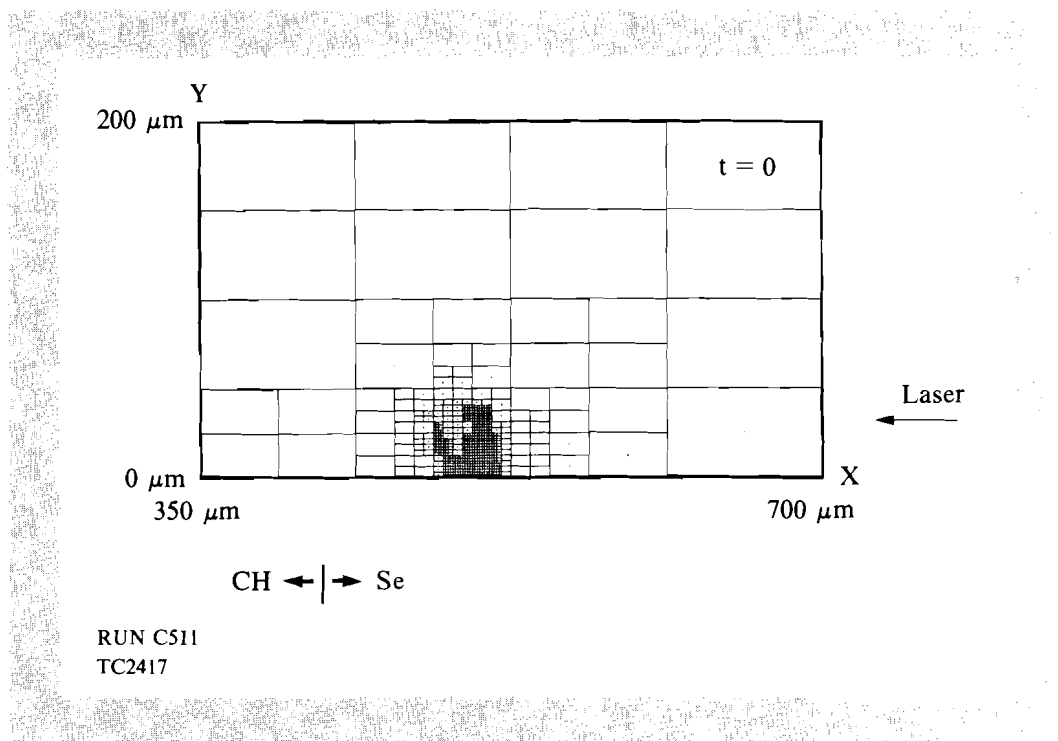 Y
200 μm
t = 0
Laser
0 μm
X
350 μm
700 μm
CH
Se
RUN C511
TC2417